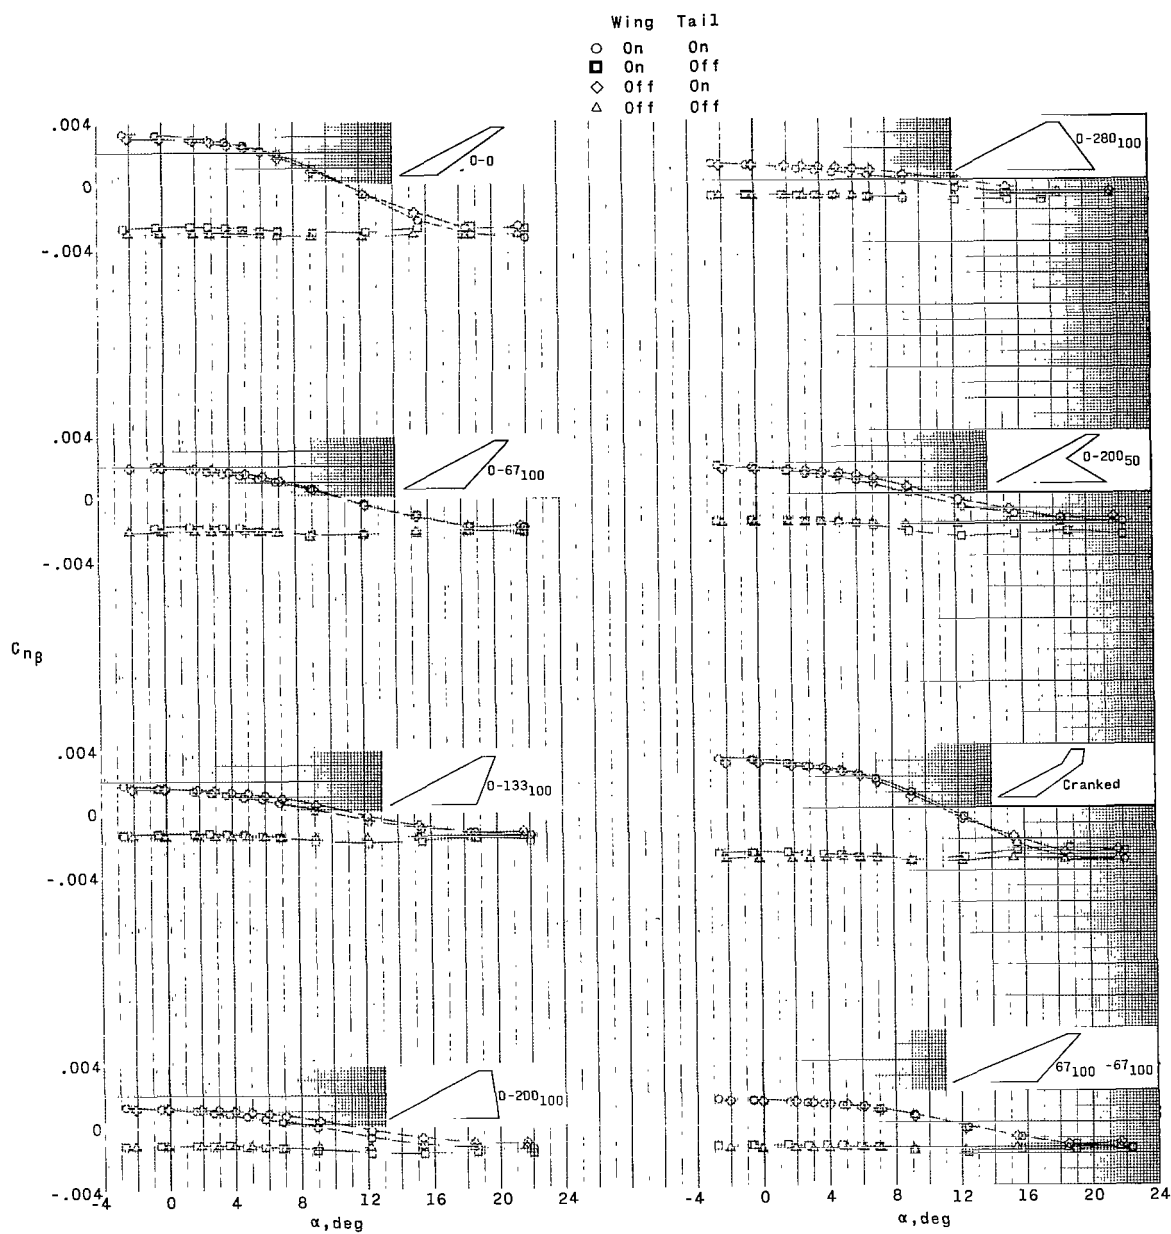 Wing Tail
On On
On Off
Off On
Off Off
.004
0
-.004
0-0
0-280100
.004
0
-.004
0-67100
0-20050
Cnβ
.004
0
-.004
0-133100
Cranked
.004
0
-.004
0-200100
67100 -67100
-4 0 4 8 12 16 20 24
α,deg
-4 0 4 8 12 16 20 24
α,deg